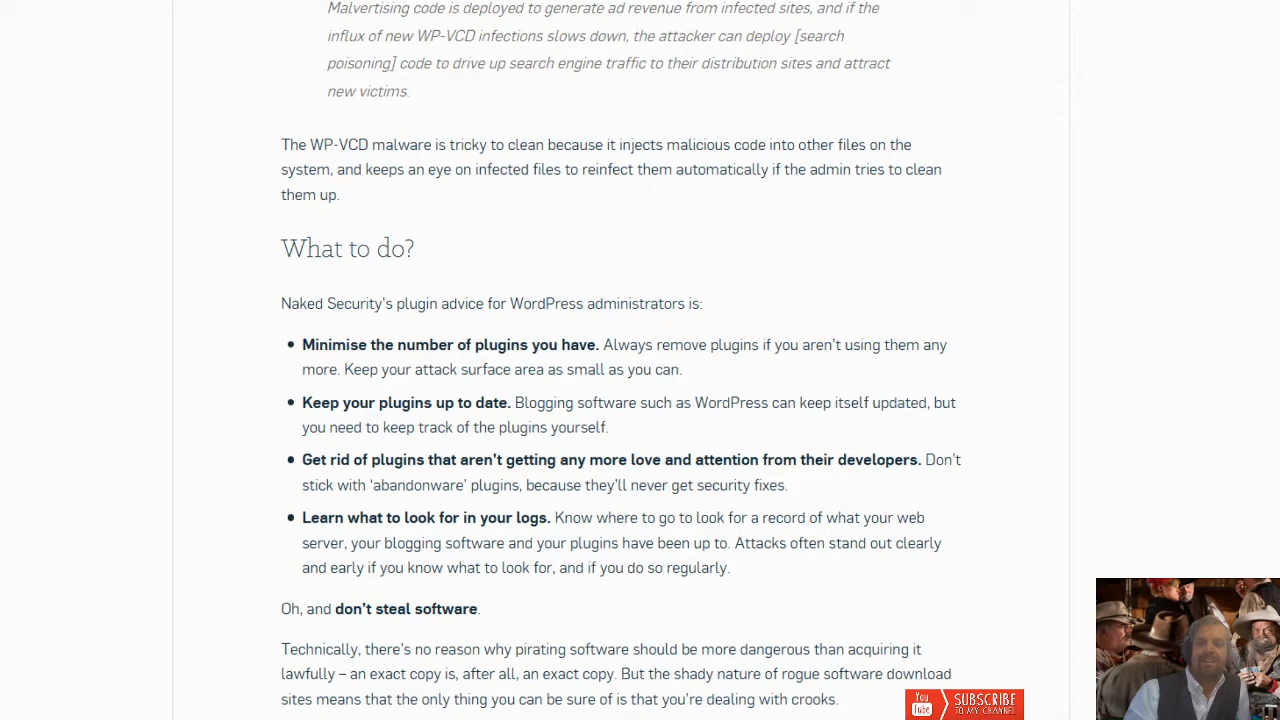 Malvertising code is deployed to generate ad revenue from infected sites, and if the
influx of new WP-VCD infections slows down, the attacker can deploy [search
poisoning] code to drive up search engine traffic to their distribution sites and attract
new victims.
The WP-VCD malware is tricky to clean because it injects malicious code into other files on the
system, and keeps an eye on infected files to reinfect them automatically if the admin tries to clean
them up.
What to do?
Naked Security's plugin advice for WordPress administrators is:
• Minimise the number of plugins you have. Always remove plugins if you aren't using them any
more. Keep your attack surface area as small as you can.
• Keep your plugins up to date. Blogging software such as WordPress can keep itself updated, but
you need to keep track of the plugins yourself.
• Get rid of plugins that aren't getting any more love and attention from their developers. Don't
stick with 'abandonware' plugins, because they'll never get security fixes.
• Learn what to look for in your logs. Know where to go to look for a record of what your web
server, your blogging software and your plugins have been up to. Attacks often stand out clearly
and early if you know what to look for, and if you do so regularly.
Oh, and don't steal software.
Technically, there's no reason why pirating software should be more dangerous than acquiring it
lawfully – an exact copy is, after all, an exact copy. But the shady nature of rogue software download
sites means that the only thing you can be sure of is that you're dealing with crooks.
You
Tube
SUBSCRIBE
TO MY CHANNEL